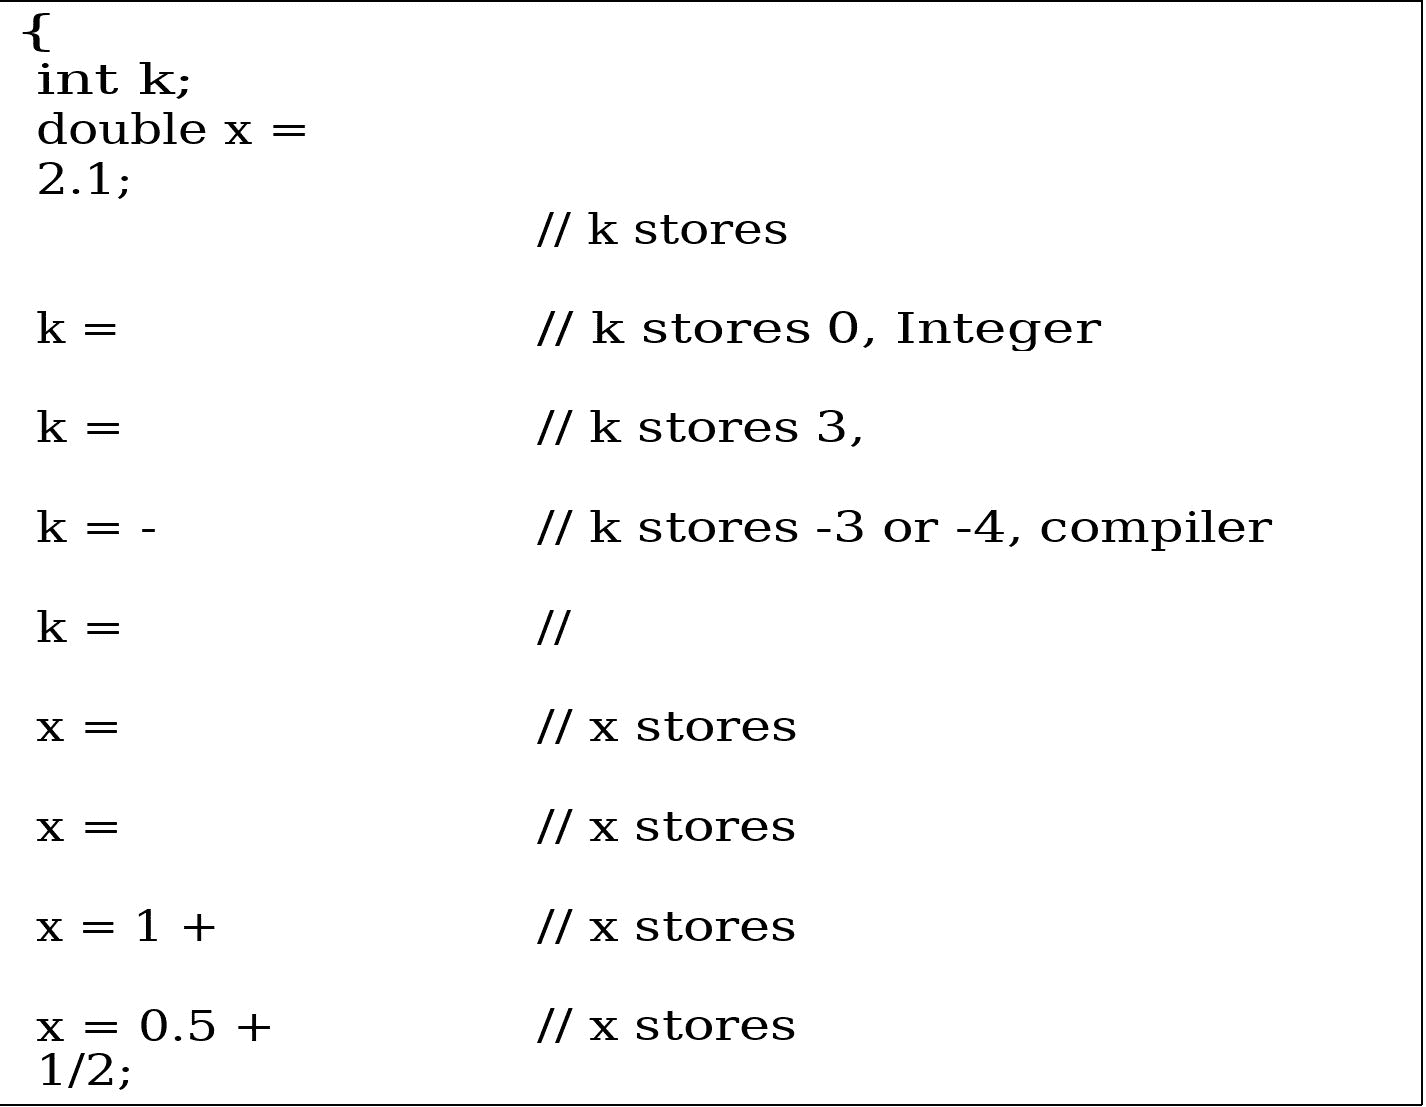 {
int k;
double x =
2.1;
// k stores
k = // k stores 0, Integer
k = // k stores 3,
k = - // k stores -3 or -4, compiler
k = //
x = // x stores
x = // x stores
x = 1 + // x stores
x = 0.5 + // x stores
1/2;